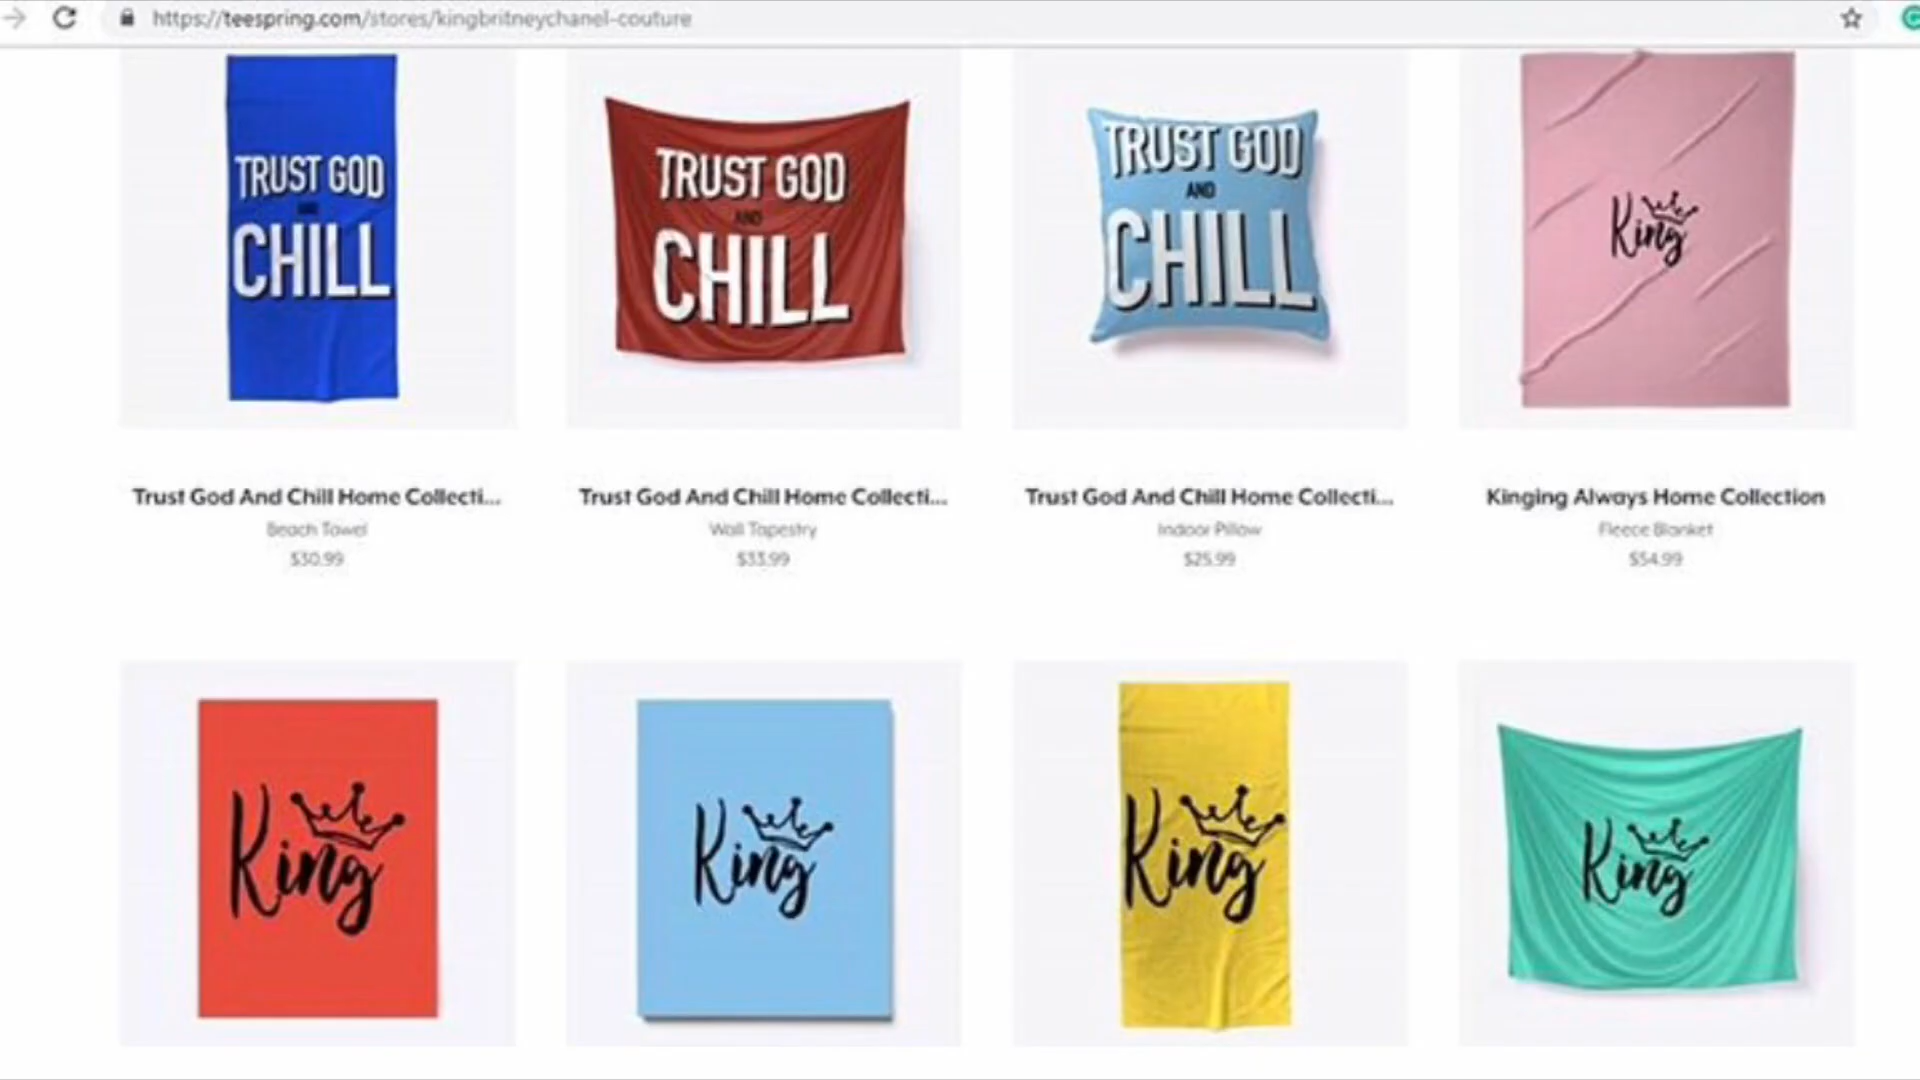 https://teespring.com/stores/kingbritneychanel-couture
TRUST GOD
AND
CHILL
TRUST GOD
AND
CHILL
TRUST GOD
AND
CHILL
King
Trust God And Chill Home Collecti...
Beach Towel
$30.99
Trust God And Chill Home Collecti...
Wall Tapestry
$33.99
Trust God And Chill Home Collecti...
Indoor Pillow
$25.99
Kinging Always Home Collection
Fleece Blanket
$54.99
King
King
King
King